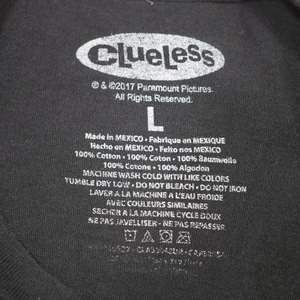 CLUELESS
® & ©2017 Paramount Pictures.
All Rights Reserved.
L
Made in MEXICO • Fabrique en MEXIQUE
Hecho en MEXICO • Feito nos MEXICO
100% Cotton • 100% Coton • 100% Baumwolle
100% Cotone • 100% Algodon
MACHINE WASH COLD WITH LIKE COLORS
TUMBLE DRY LOW • DO NOT BLEACH • DO NOT IRON
LAVER A LA MACHINE A L'EAU FROIDE
AVEC COULEURS SIMILAIRES
SECHER A LA MACHINE CYCLE DOUX
NE PAS JAVELLISER • NE PAS REPASSER